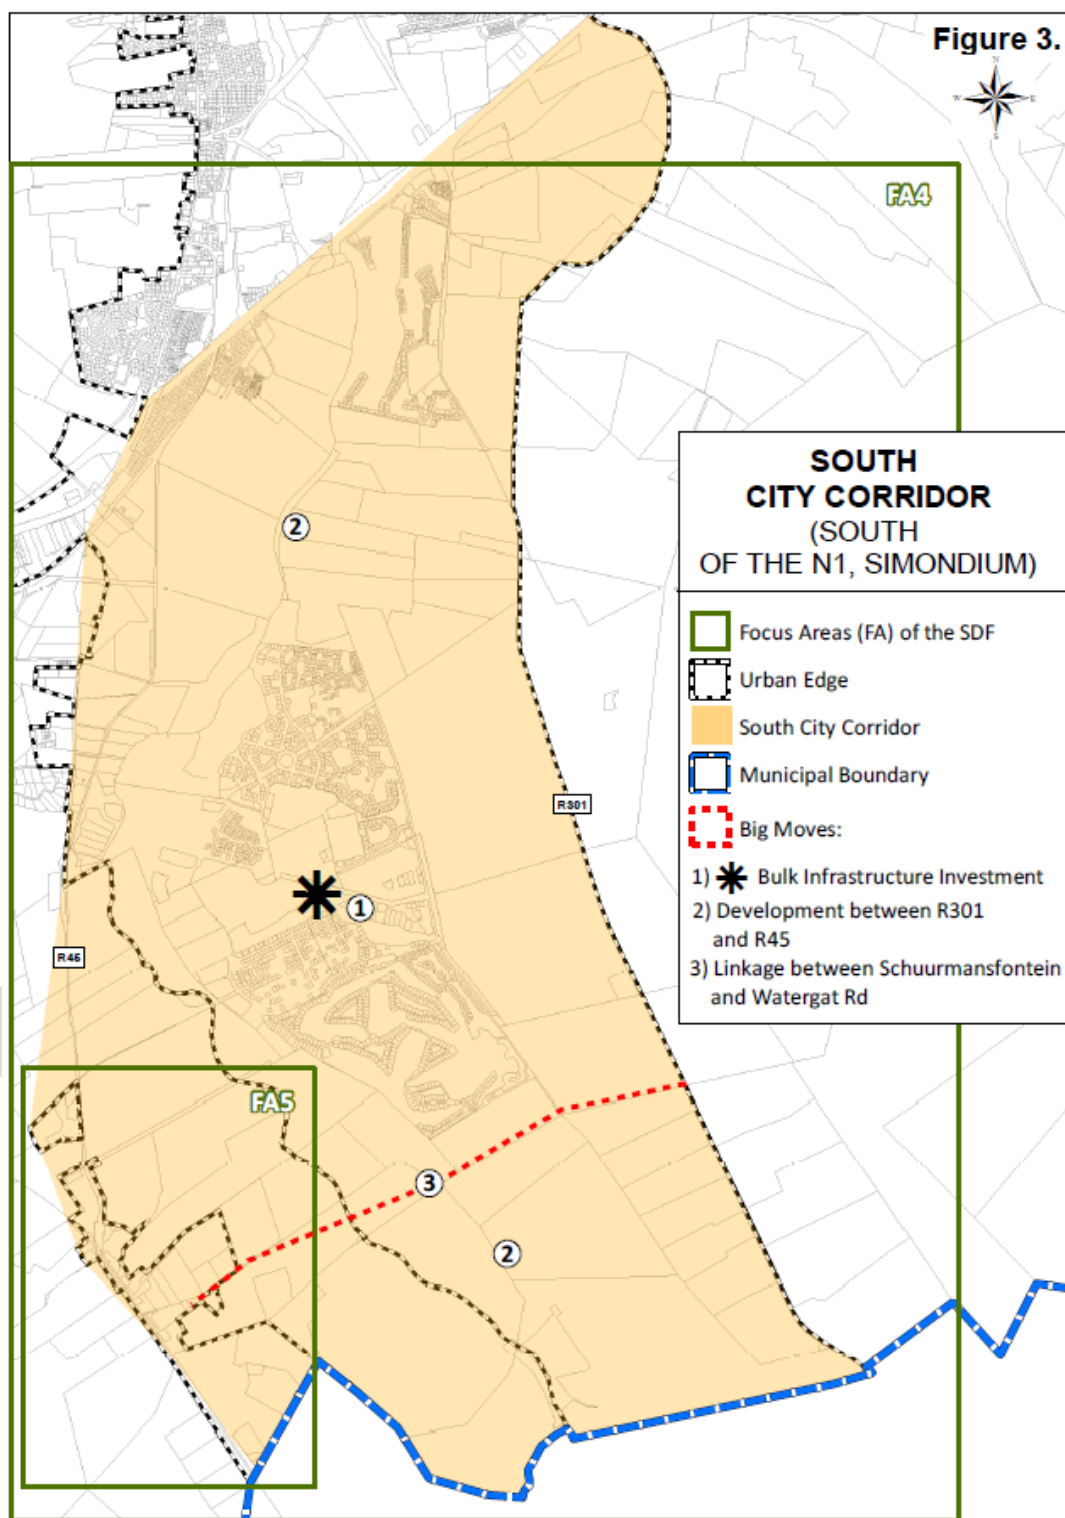 Figure 3.
N
W
E
S
FA4
SOUTH
CITY CORRIDOR
(SOUTH
OF THE N1, SIMONDIUM)
Focus Areas (FA) of the SDF
Urban Edge
South City Corridor
Municipal Boundary
Big Moves:
1) Bulk Infrastructure Investment
2) Development between R301
and R45
3) Linkage between Schuurmansfontein
and Watergat Rd
2
R301
1
R45
FA5
3
2